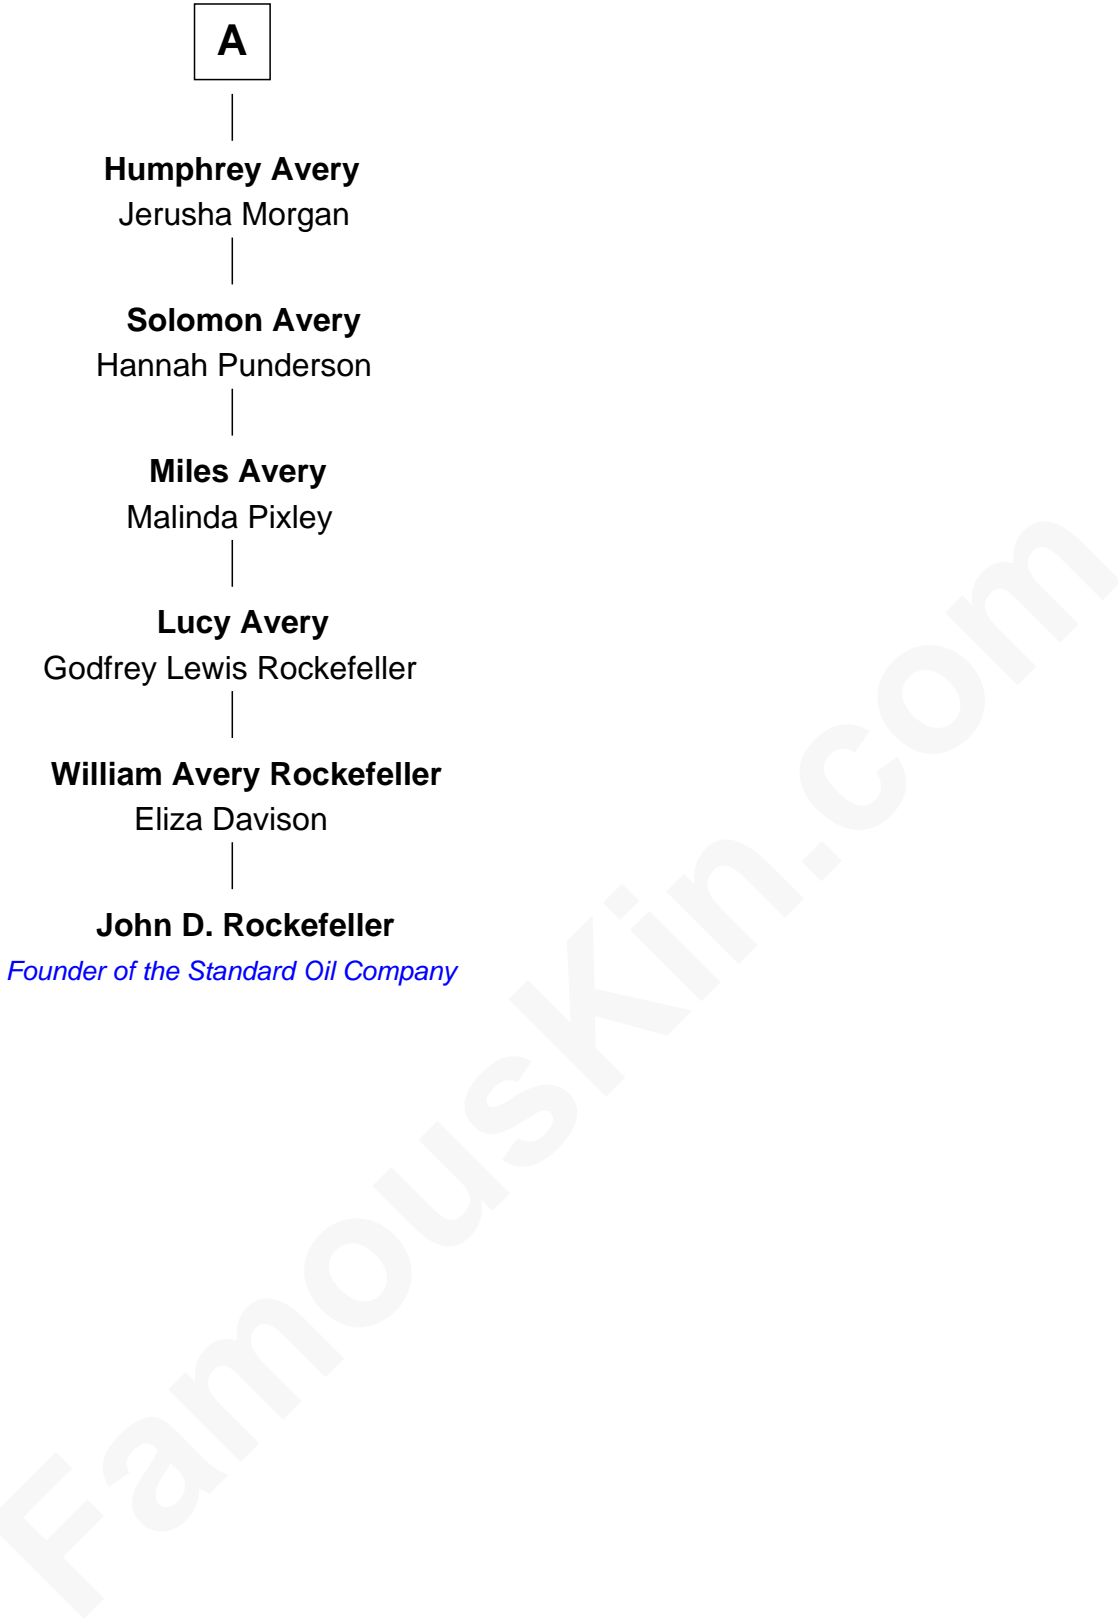 A
Humphrey Avery
Jerusha Morgan
Solomon Avery
Hannah Punderson
Miles Avery
Malinda Pixley
Lucy Avery
Godfrey Lewis Rockefeller
William Avery Rockefeller
Eliza Davison
John D. Rockefeller
Founder of the Standard Oil Company
FamousKin.com